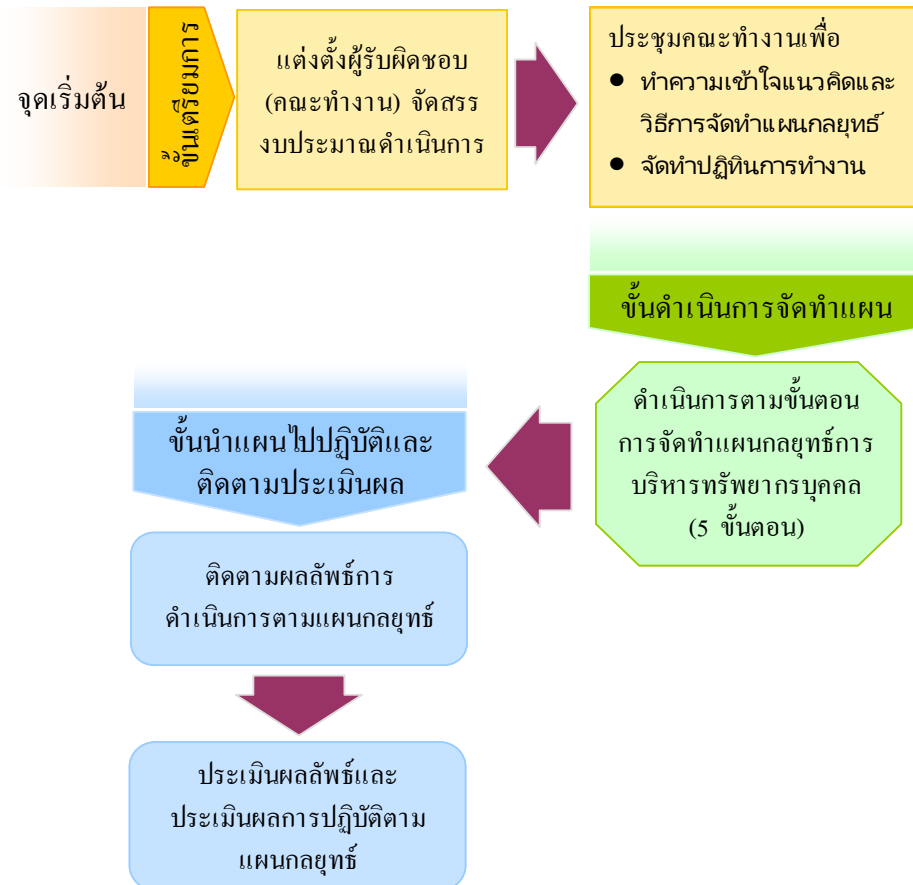 จุดเริ่มต้น
ขั้นเตรียมการ
แต่งตั้งผู้รับผิดชอบ
(คณะทำงาน) จัดสรร
งบประมาณดำเนินการ
ประชุมคณะทำงานเพื่อ
● ทำความเข้าใจแนวคิดและ
วิธีการจัดทำแผนกลยุทธ์
● จัดทำปฏิทินการทำงาน
ขั้นดำเนินการจัดทำแผน
ดำเนินการตามขั้นตอน
การจัดทำแผนกลยุทธ์การ
บริหารทรัพยากรบุคคล
(5 ขั้นตอน)
ขั้นนำแผนไปปฏิบัติและ
ติดตามประเมินผล
ติดตามผลลัพธ์การ
ดำเนินการตามแผนกลยุทธ์
ประเมินผลลัพธ์และ
ประเมินผลการปฏิบัติตาม
แผนกลยุทธ์